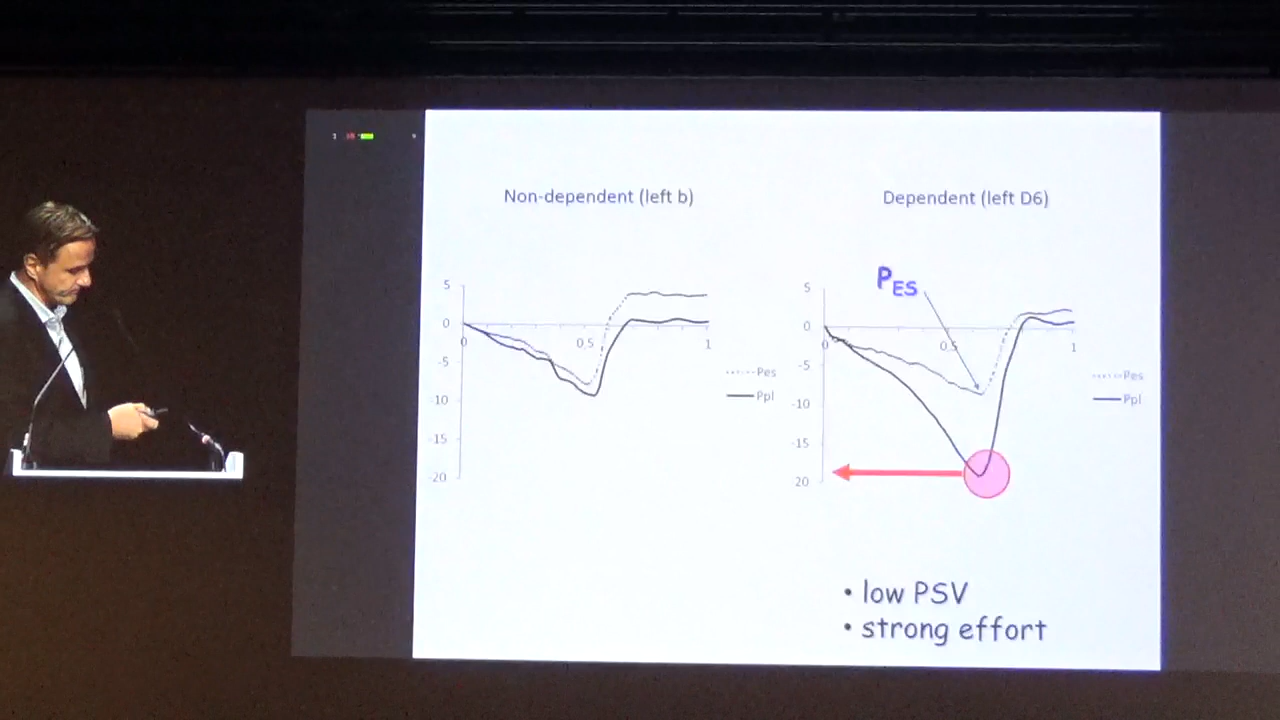 Non-dependent (left b)
5
0
-5
-10
-15
-20
0
0,5
1
Pes
Ppl
Dependent (left D6)
PES
5
0
-5
-10
-15
20
0
0,5
1
Pes
Ppl
• low PSV
• strong effort